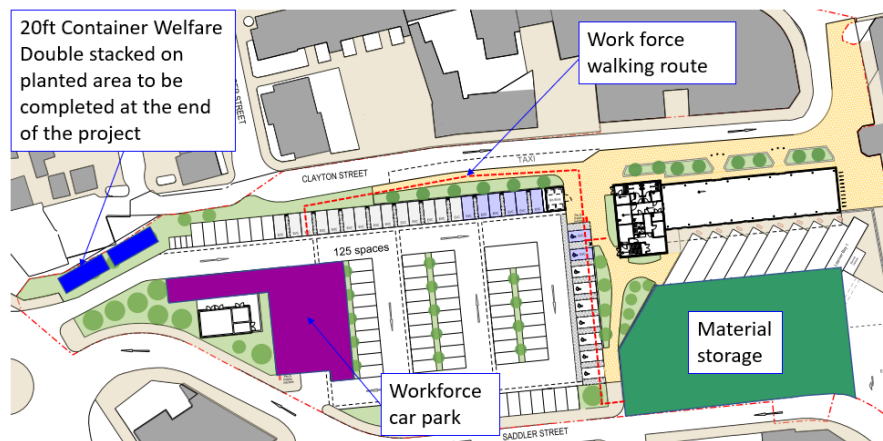 20ft Container Welfare
Double stacked on
planted area to be
completed at the end
of the project
Work force
walking route
TAXI
CLAYTON STREET
125 spaces
Material
storage
Workforce
car park
SADDLER STREET
STREET